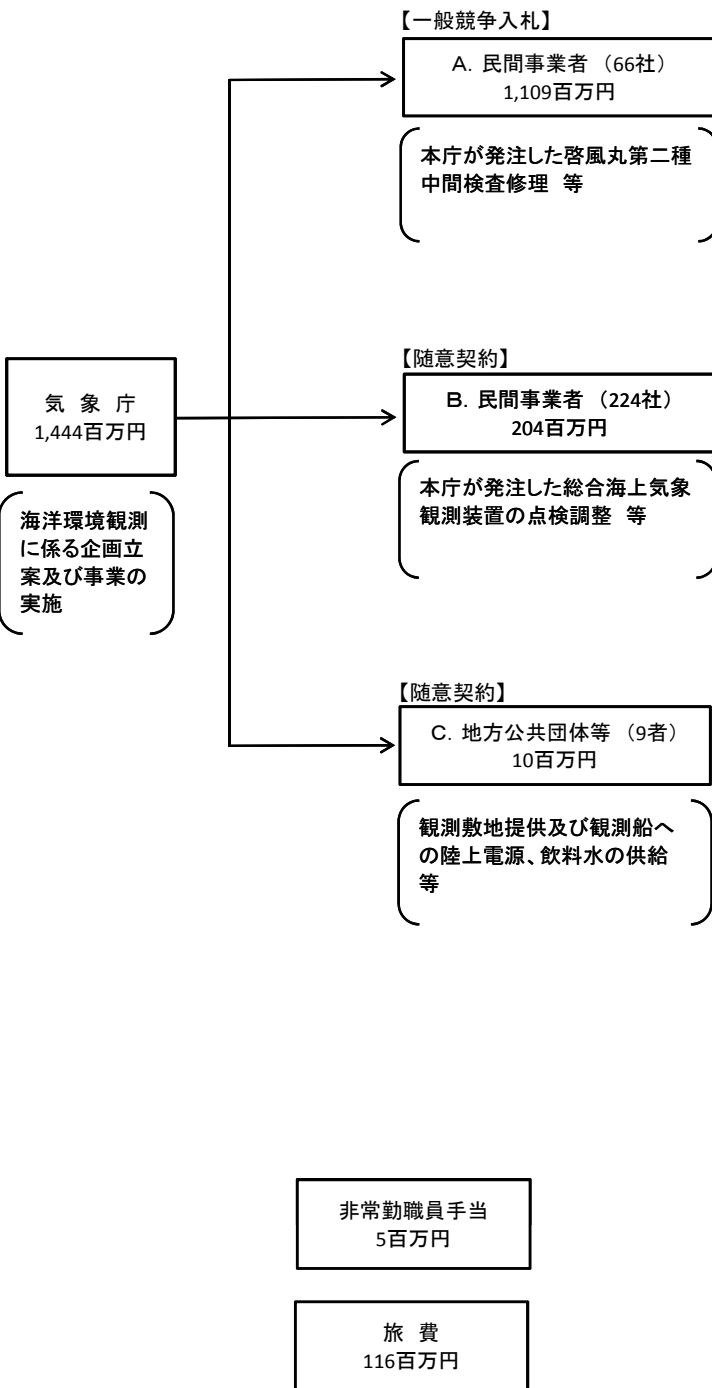 【一般競争入札】
A. 民間事業者 （66社）
1,109百万円
本庁が発注した啓風丸第二種
中間検査修理 等
気 象 庁
1,444百万円
海洋環境観測
に係る企画立
案及び事業の
実施
【随意契約】
B. 民間事業者 （224社）
204百万円
本庁が発注した総合海上気象
観測装置の点検調整 等
【随意契約】
C. 地方公共団体等 （9者）
10百万円
観測敷地提供及び観測船へ
の陸上電源、飲料水の供給
等
非常勤職員手当
5百万円
旅 費
116百万円